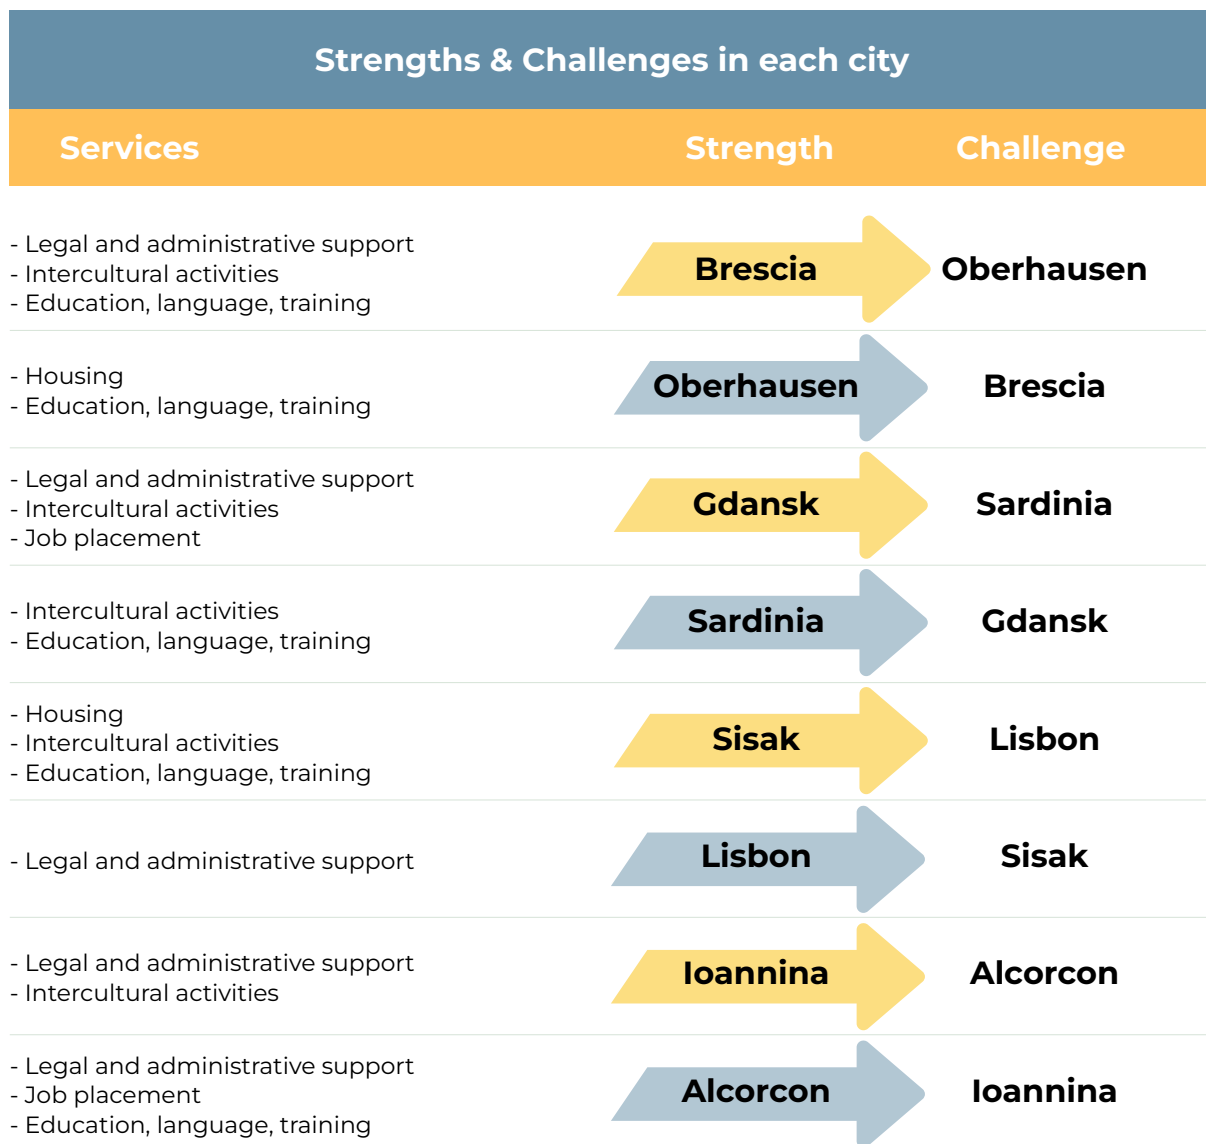 Strengths & Challenges in each city
Services Strength Challenge
- Legal and administrative support
- Intercultural activities
- Education, language, training
Brescia Oberhausen
- Housing
- Education, language, training
Oberhausen Brescia
- Legal and administrative support
- Intercultural activities
- Job placement
Gdansk Sardinia
- Intercultural activities
- Education, language, training
Sardinia Gdansk
- Housing
- Intercultural activities
- Education, language, training
Sisak Lisbon
- Legal and administrative support
Lisbon Sisak
- Legal and administrative support
- Intercultural activities
Ioannina Alcorcon
- Legal and administrative support
- Job placement
- Education, language, training
Alcorcon Ioannina